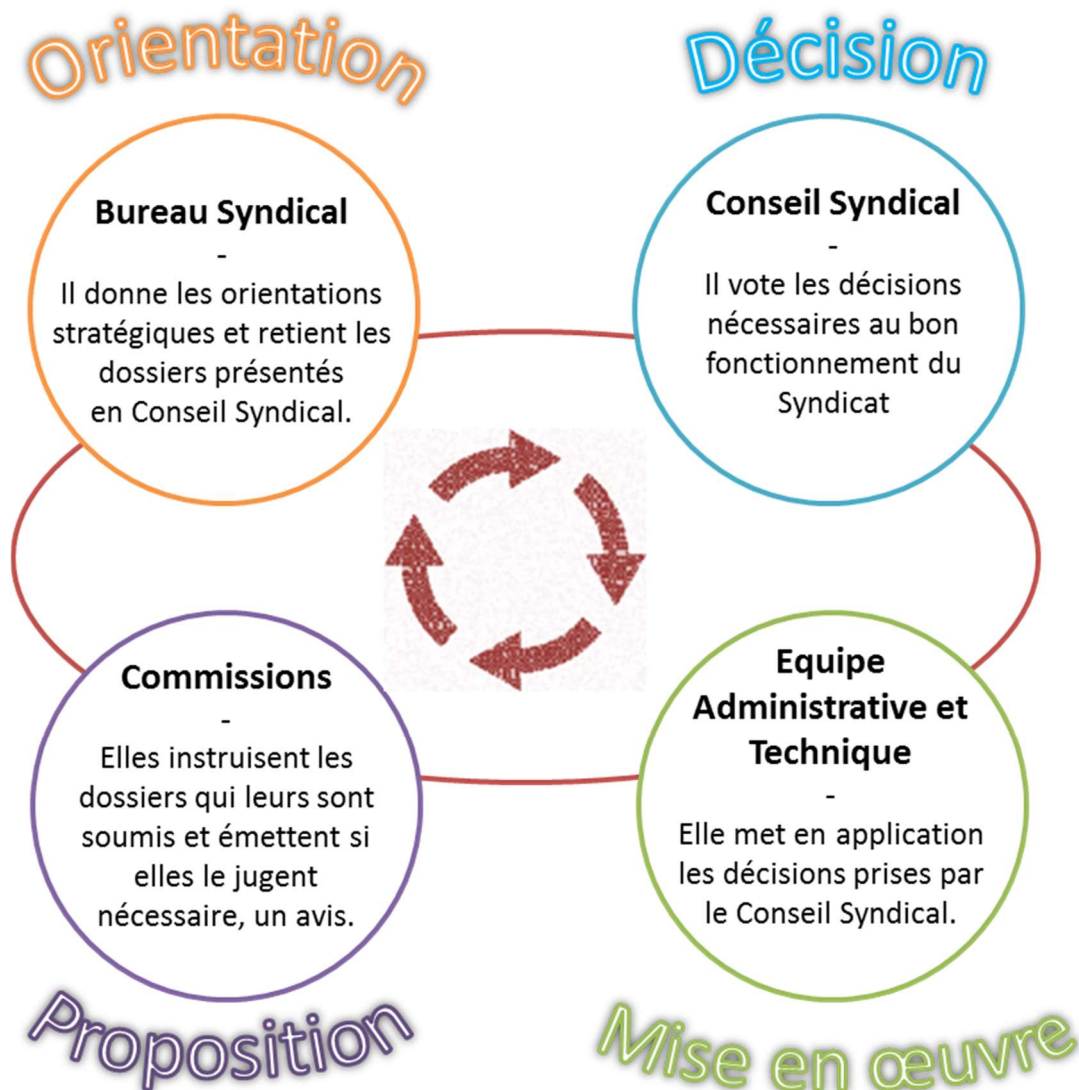 Orientation
Bureau Syndical
-
Il donne les orientations
stratégiques et retient les
dossiers présentés
en Conseil Syndical.
Décision
Conseil Syndical
-
Il vote les décisions
nécessaires au bon
fonctionnement du
Syndicat
Commissions
-
Elles instruisent les
dossiers qui leurs sont
soumis et émettent si
elles le jugent
nécessaire, un avis.
Proposition
Equipe
Administrative et
Technique
-
Elle met en application
les décisions prises par
le Conseil Syndical.
Mise en œuvre